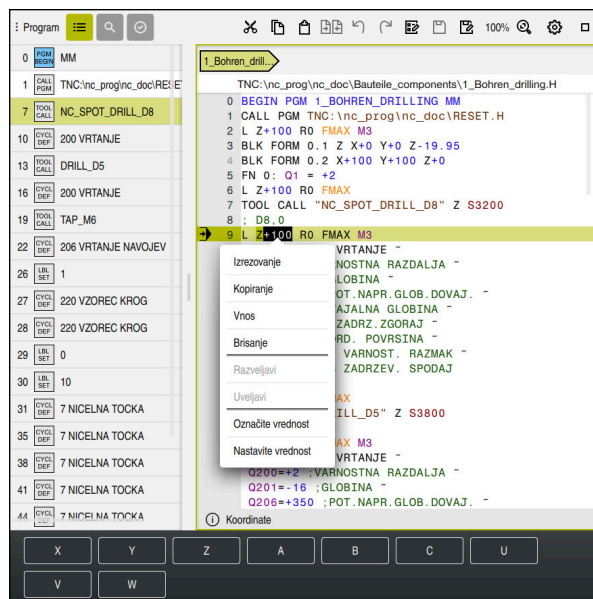 Program
100%
0 PGM BEGIN MM
1 CALL PGM TNC:\nc_prog\nc_doc\RESET
7 TOOL CALL NC_SPOT_DRILL_D8
10 CYCL DEF 200 VRTANJE
13 TOOL CALL DRILL_D5
16 CYCL DEF 200 VRTANJE
19 TOOL CALL TAP_M6
22 CYCL DEF 206 VRTANJE NAVOJEV
26 LBL SET 1
27 CYCL DEF 220 VZOREC KROG
28 CYCL DEF 220 VZOREC KROG
29 LBL SET 0
30 LBL SET 10
31 CYCL DEF 7 NICELNA TOCKA
35 CYCL DEF 7 NICELNA TOCKA
38 CYCL DEF 7 NICELNA TOCKA
41 CYCL DEF 7 NICELNA TOCKA
44 CYCL 7 NICELNA TOCKA
1_Bohren_drill...
TNC:\nc_prog\nc_doc\Bauteile_components\1_Bohren_drilling.H
0 BEGIN PGM 1_BOHREN_DRILLING MM
1 CALL PGM TNC:\nc_prog\nc_doc\RESET.H
2 L Z+100 R0 FMAX M3
3 BLK FORM 0.1 Z X+0 Y+0 Z-19.95
4 BLK FORM 0.2 X+100 Y+100 Z+0
5 FN 0: Q1 = +2
6 L Z+100 R0 FMAX
7 TOOL CALL "NC_SPOT_DRILL_D8" Z S3200
8 ; D8,0
9 L Z+100 R0 FMAX M3
VRTANJE ~
NOSTNA RAZDALJA ~
LOBINA ~
OT.NAPR.GLOB.DOVAJ. ~
AJALNA GLOBINA ~
ZADRZ.ZGORAJ ~
RD. POVRSINA ~
VARNOST. RAZMAK ~
ZADRZEV. SPODAJ
AX
ILL_D5" Z S3800
AX M3
VRTANJE ~
Q200=+2 ;VARNOSTNA RAZDALJA ~
Q201=-16 ;GLOBINA ~
Q206=+350 ;POT.NAPR.GLOB.DOVAJ. ~
Izrezovanje
Kopiranje
Vnos
Brisanje
Razveljavi
Uveljavi
Označite vrednost
Nastavite vrednost
Koordinate
X Y Z A B C U
V W